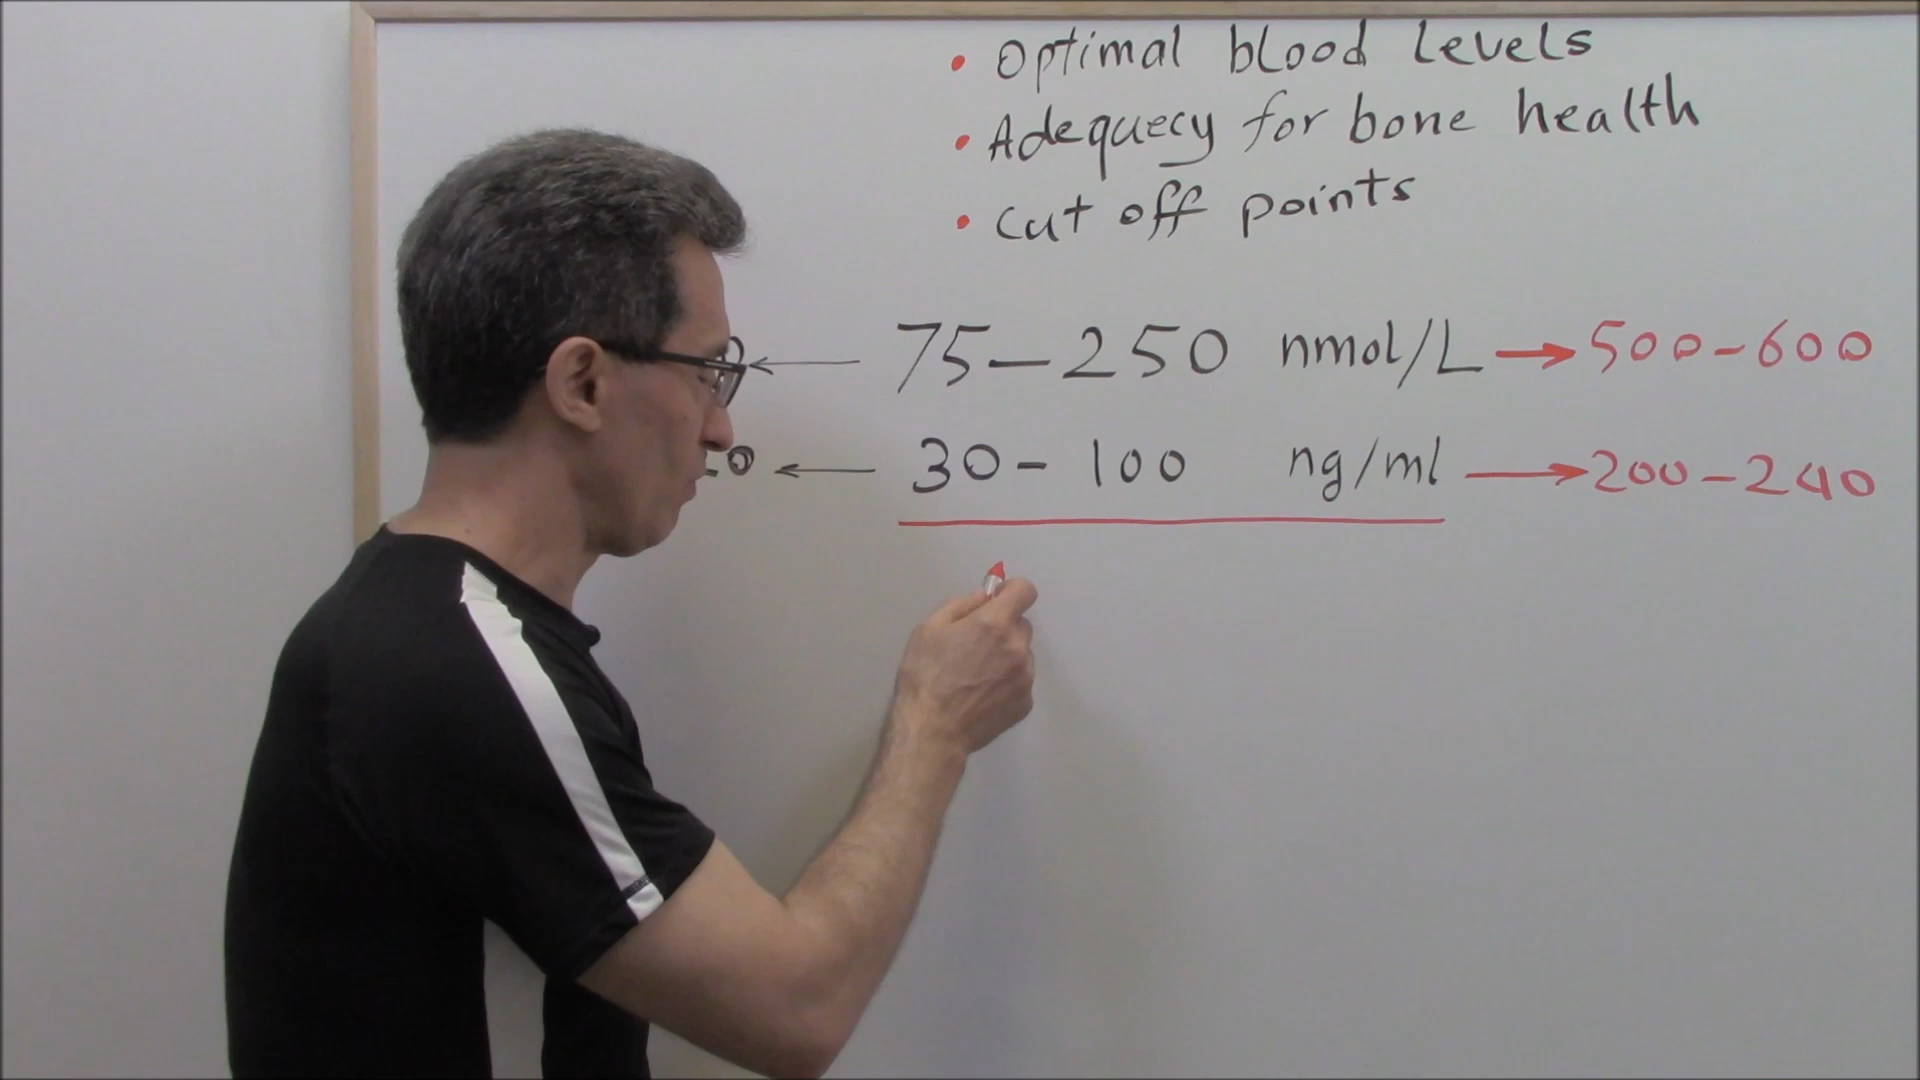 • Optimal blood levels
• Adequecy for bone health
• cut off points
← 75-250 nmol/L → 500-600
← 30-100 ng/ml → 200-240